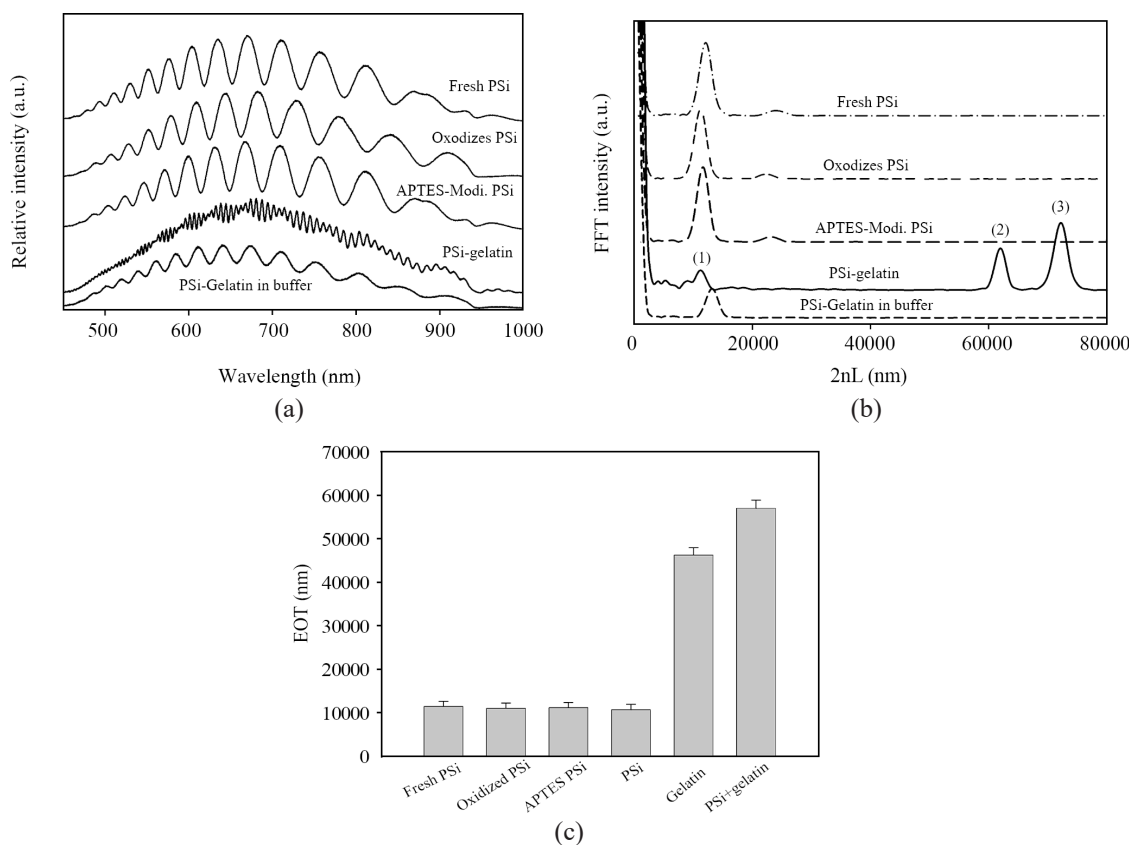 Relative intensity (a.u.)
Fresh PSi
Oxodizes PSi
APTES-Modi. PSi
PSi-gelatin
PSi-Gelatin in buffer
500 600 700 800 900 1000
Wavelength (nm)
(a)
FFT intensity (a.u.)
Fresh PSi
Oxodizes PSi
APTES-Modi. PSi
(1) (2) (3)
PSi-gelatin
PSi-Gelatin in buffer
0 20000 40000 60000 80000
2nL (nm)
(b)
EOT (nm)
70000
60000
50000
40000
30000
20000
10000
0
Fresh PSi
Oxidized PSi
APTES PSi
PSi
Gelatin
PSi+gelatin
(c)